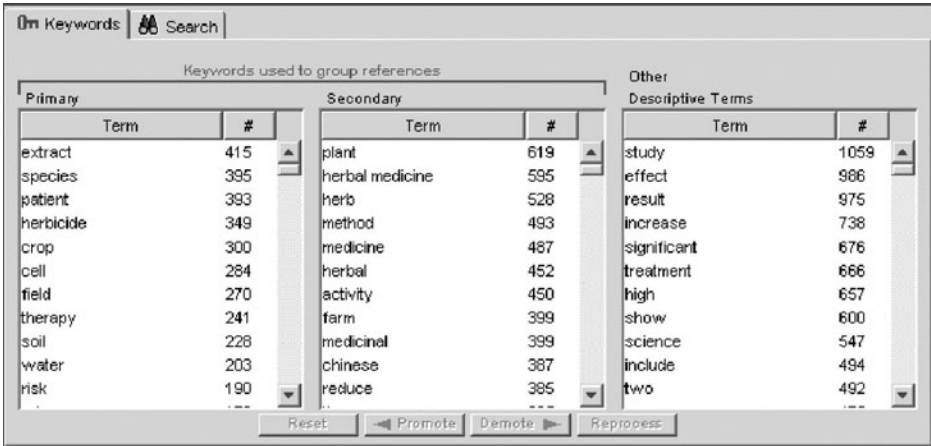 Keywords Search
Keywords used to group references
Other
Primary Secondary Descriptive Terms
Term # Term # Term #
extract 415 plant 619 study 1059
species 395 herbal medicine 595 effect 986
patient 393 herb 528 result 975
herbicide 349 method 493 increase 738
crop 300 medicine 487 significant 676
cell 284 herbal 452 treatment 666
field 270 activity 450 high 657
therapy 241 farm 399 show 600
soil 228 medicinal 399 science 547
water 203 chinese 387 include 494
risk 190 reduce 385 two 492
Reset Promote Demote Reprocess